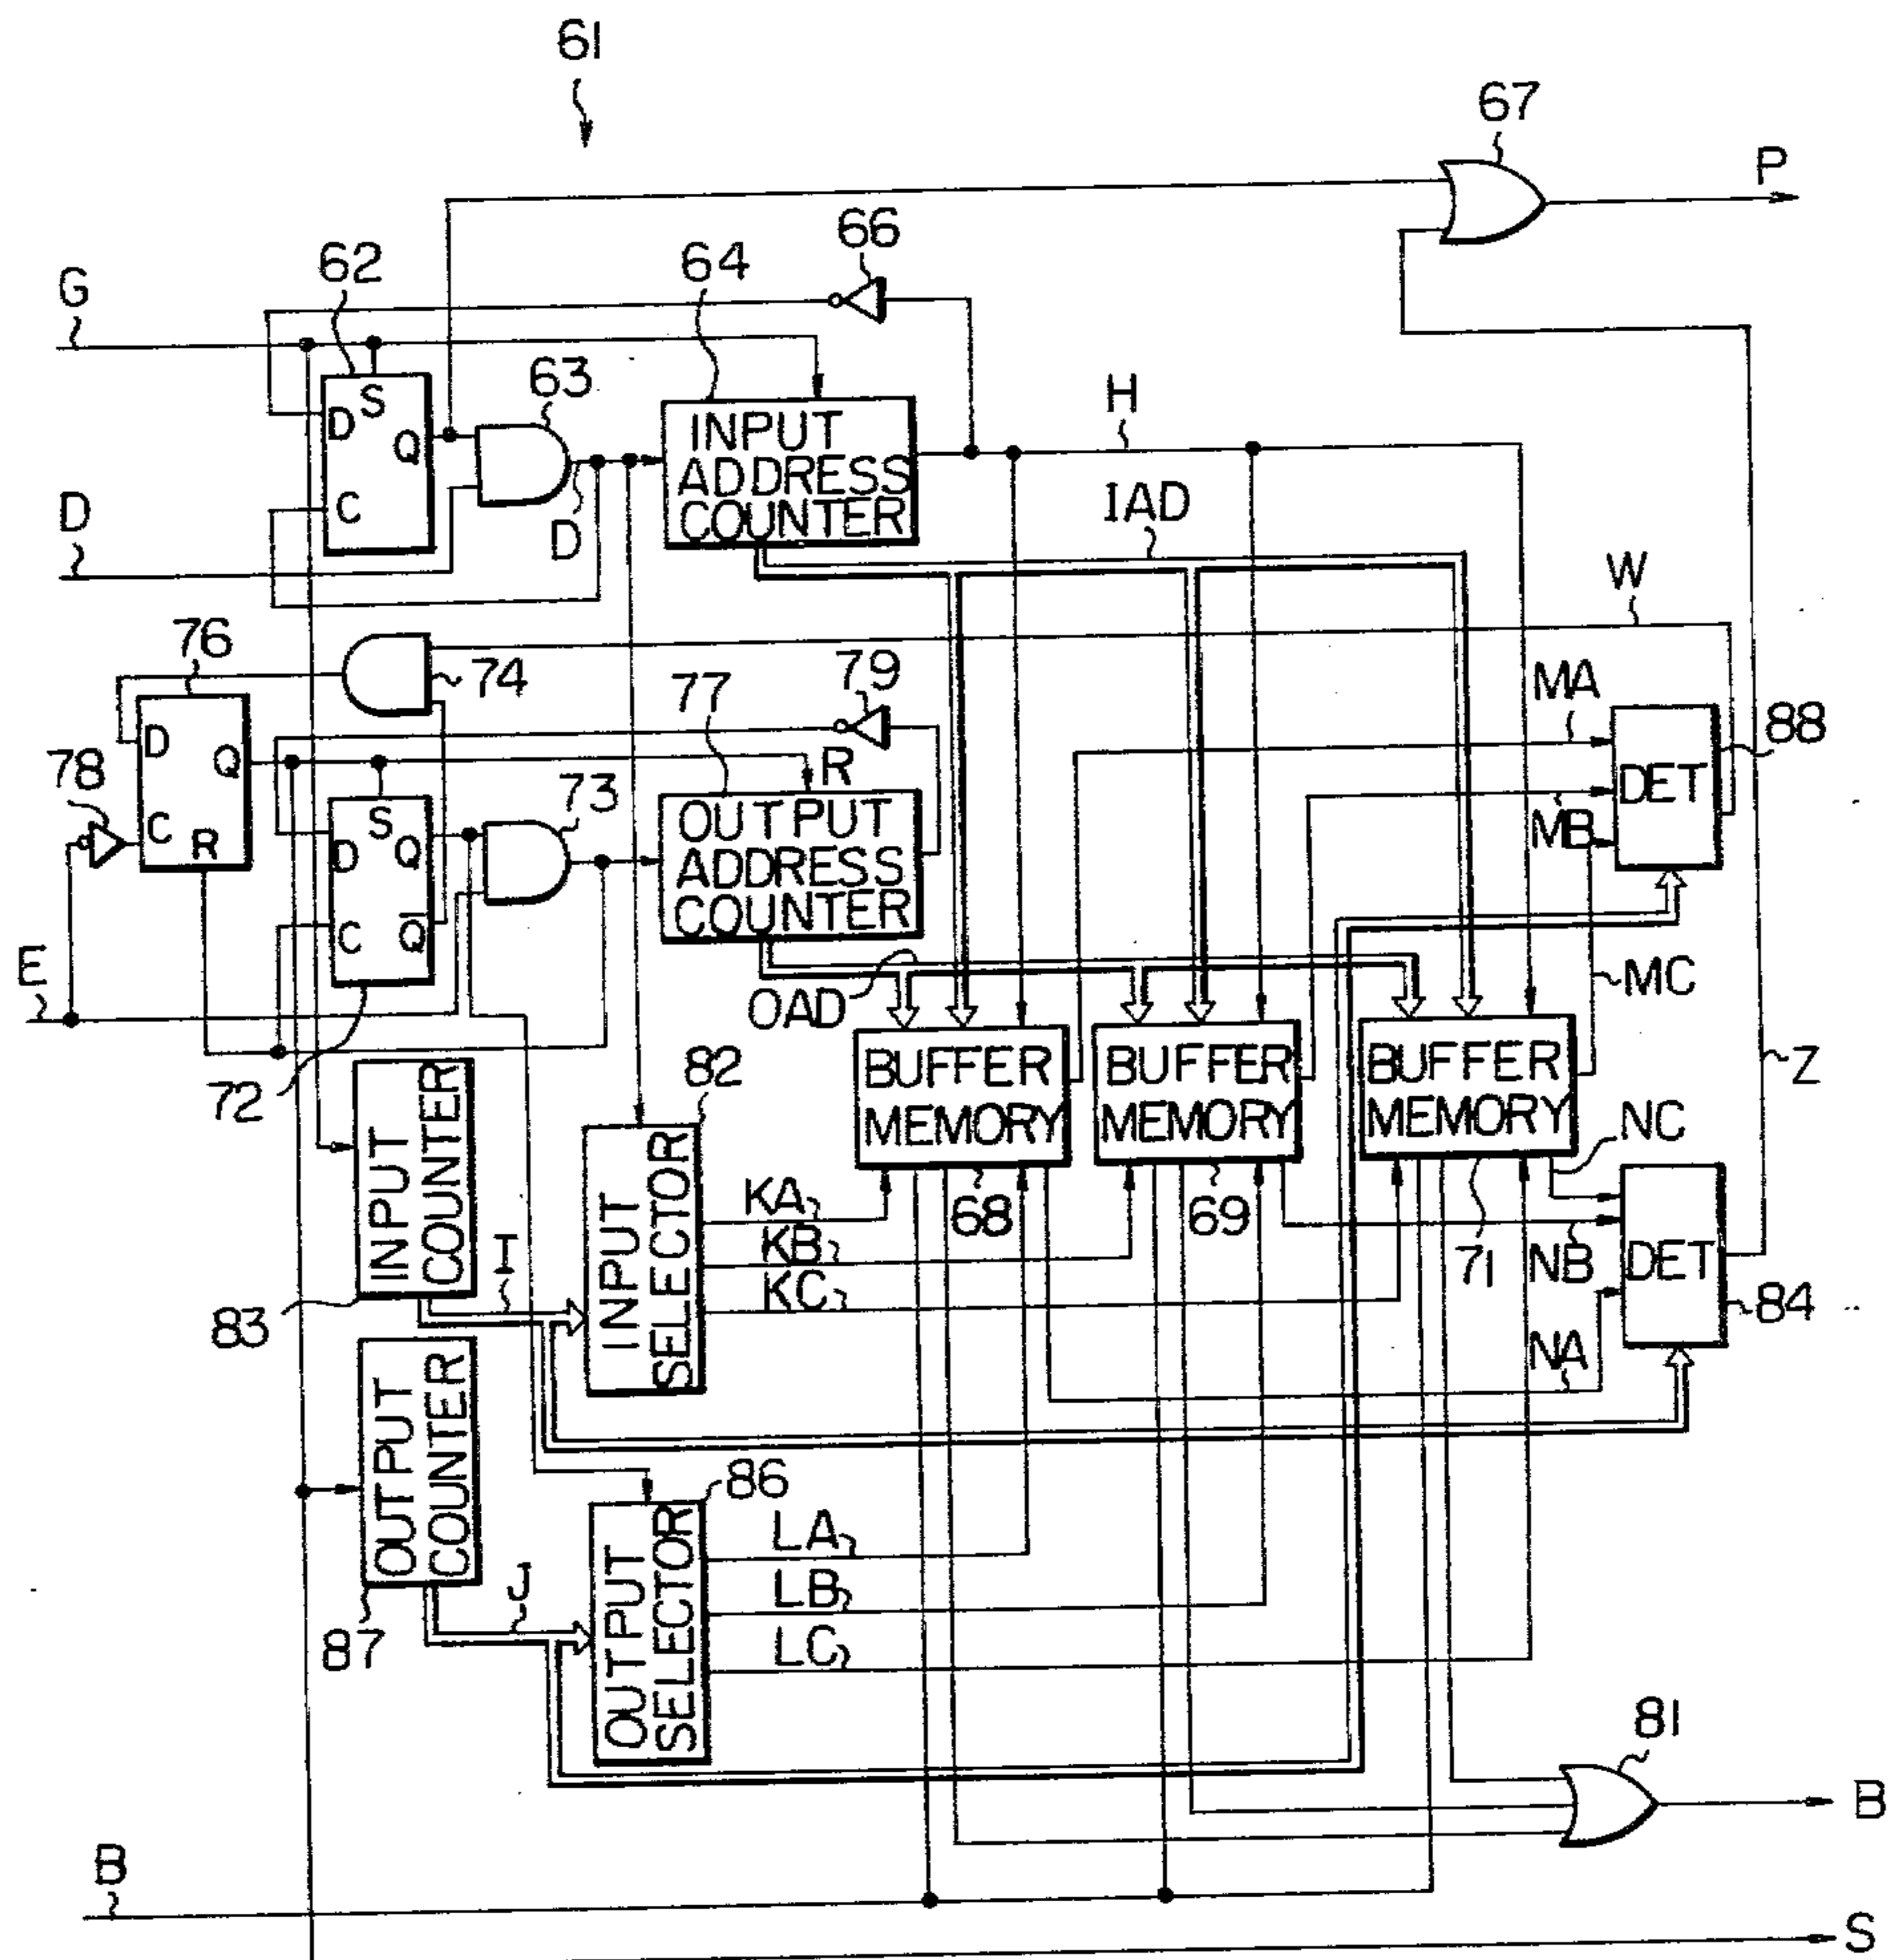 61
67
P
G
62
64
66
S
D
Q
C
63
D
INPUT
ADDRESS
COUNTER
H
IAD
D
W
76
74
79
77
MA
88
D
Q
C
R
78
R
73
S
D
Q
C
Q̅
OUTPUT
ADDRESS
COUNTER
MB
DET
E
OAD
MC
72
82
BUFFER
MEMORY
BUFFER
MEMORY
BUFFER
MEMORY
Z
INPUT
COUNTER
INPUT
SELECTOR
KA
KB
KC
68
69
71
NC
NB
DET
NA
84
I
83
OUTPUT
COUNTER
86
LA
LB
LC
J
87
OUTPUT
SELECTOR
81
B
B
S